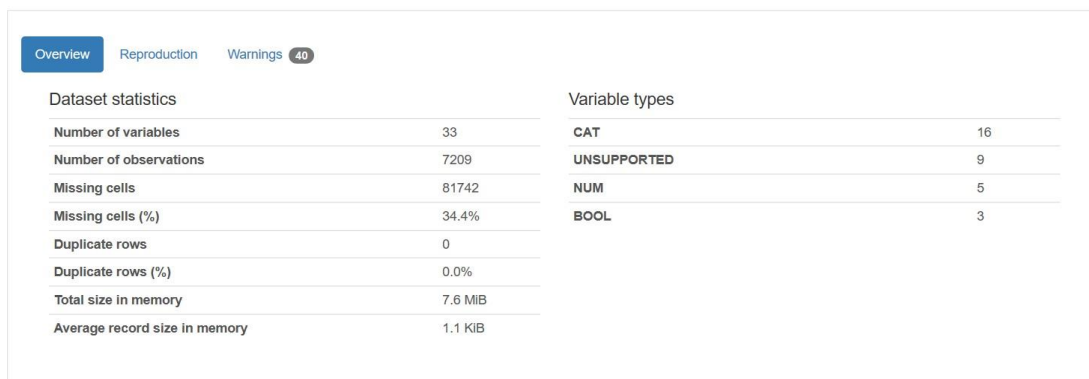 Overview Reproduction Warnings 40
Dataset statistics
Number of variables 33
Number of observations 7209
Missing cells 81742
Missing cells (%) 34.4%
Duplicate rows 0
Duplicate rows (%) 0.0%
Total size in memory 7.6 MiB
Average record size in memory 1.1 KiB
Variable types
CAT 16
UNSUPPORTED 9
NUM 5
BOOL 3